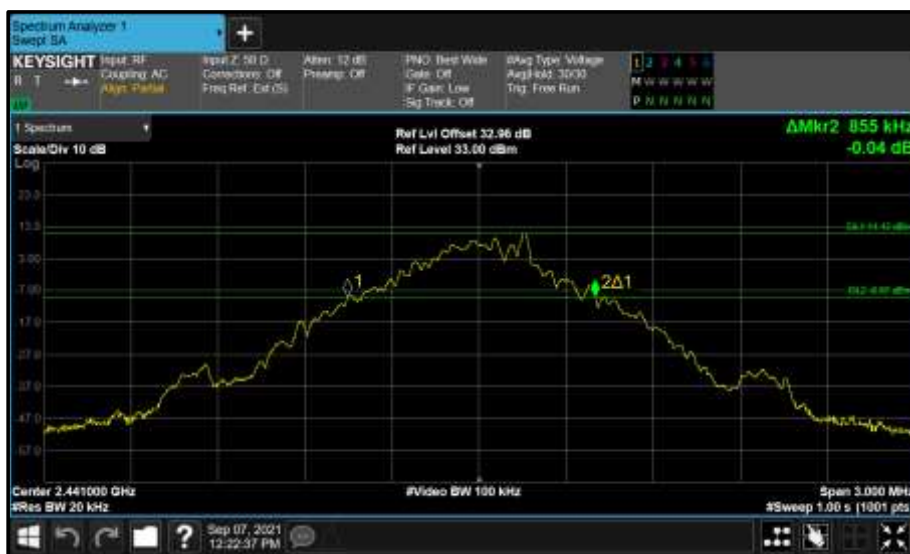 Spectrum Analyzer 1
Swept SA
+
KEYSIGHT
R T
Input: RF
Coupling: AC
Align: Partial
Input Z: 50 Ω
Corrections: Off
Freq Ref: Ext (S)
Atten: 12 dB
Preamp: Off
PNO: Best Wide
Gate: Off
IF Gain: Low
Sig Track: Off
#Avg Type: Voltage
Avg|Hold: 30/30
Trig: Free Run
1 2 3 4 5 6
M W W W W W
P N N N N N
1 Spectrum
Scale/Div 10 dB
Log
Ref Lvl Offset 32.96 dB
Ref Level 33.00 dBm
ΔMkr2 855 kHz
-0.04 dB
23.0
13.0
3.00
-7.00
-17.0
-27.0
-37.0
-47.0
-57.0
1
2Δ1
Center 2.441000 GHz
#Res BW 20 kHz
#Video BW 100 kHz
Span 3.000 MHz
#Sweep 1.00 s (1001 pts
?
Sep 07, 2021
12:22:37 PM